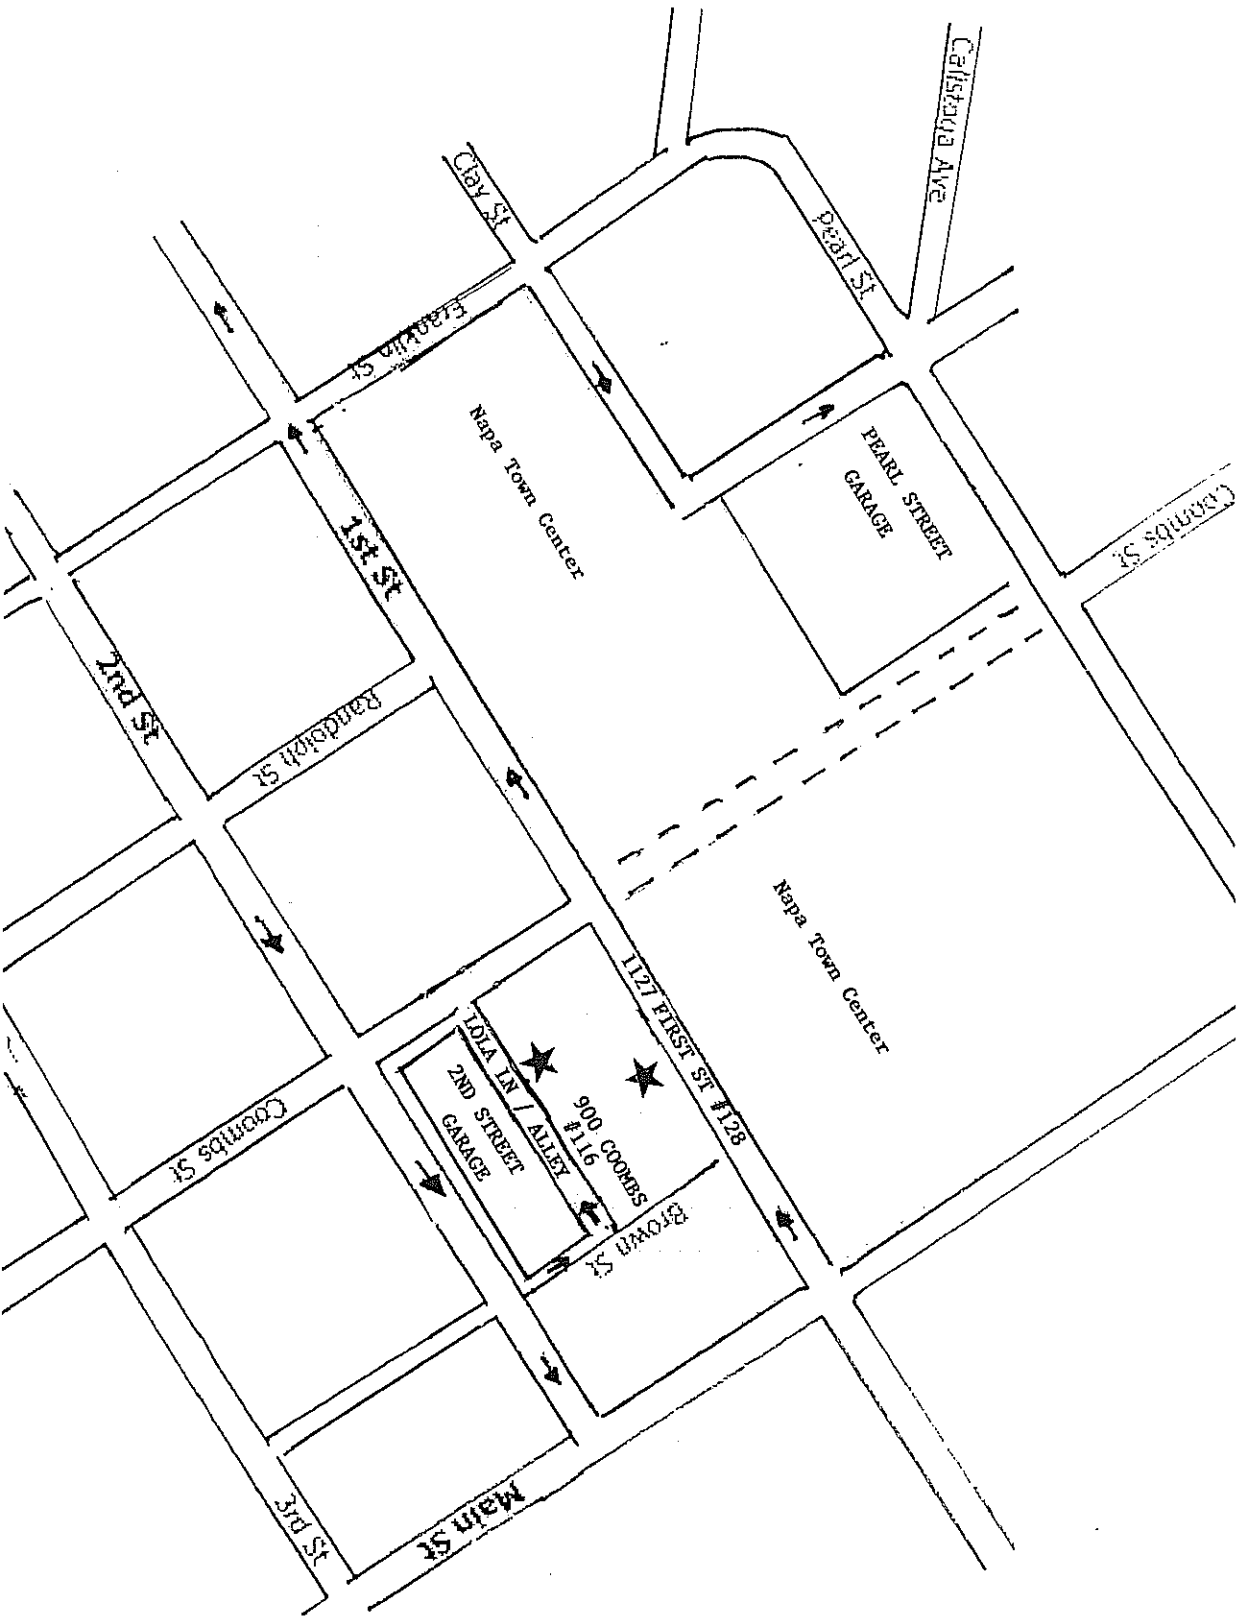 Calistoga Ave
Clay St
Pearl St
Franklin St
PEARL STREET
GARAGE
Coombs St
Napa Town Center
1st St
2nd St
Randolph St
Napa Town Center
1127 FIRST ST #128
LOLA LN / ALLEY
900 COOMBS
#116
2ND STREET
GARAGE
Coombs St
Brown St
3rd St
Main St